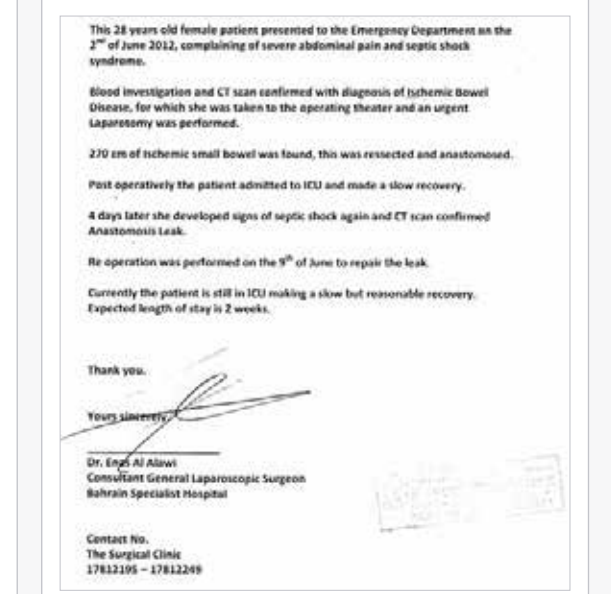 This 28 years old female patient presented to the Emergency Department on the
2nd of June 2012, complaining of severe abdominal pain and septic shock
syndrome.
Blood investigation and CT scan confirmed with diagnosis of Ischemic Bowel
Disease, for which she was taken to the operating theater and an urgent
Laparotomy was performed.
270 cm of Ischemic small bowel was found, this was ressected and anastomosed.
Post operatively the patient admitted to ICU and made a slow recovery.
4 days later she developed signs of septic shock again and CT scan confirmed
Anastomosis Leak.
Re operation was performed on the 9th of June to repair the leak.
Currently the patient is still in ICU making a slow but reasonable recovery.
Expected length of stay is 2 weeks.
Thank you.
Yours sincerely
Dr. Enas Al Alawi
Consultant General Laparoscopic Surgeon
Bahrain Specialist Hospital
Contact No.
The Surgical Clinic
17812195 – 17812249